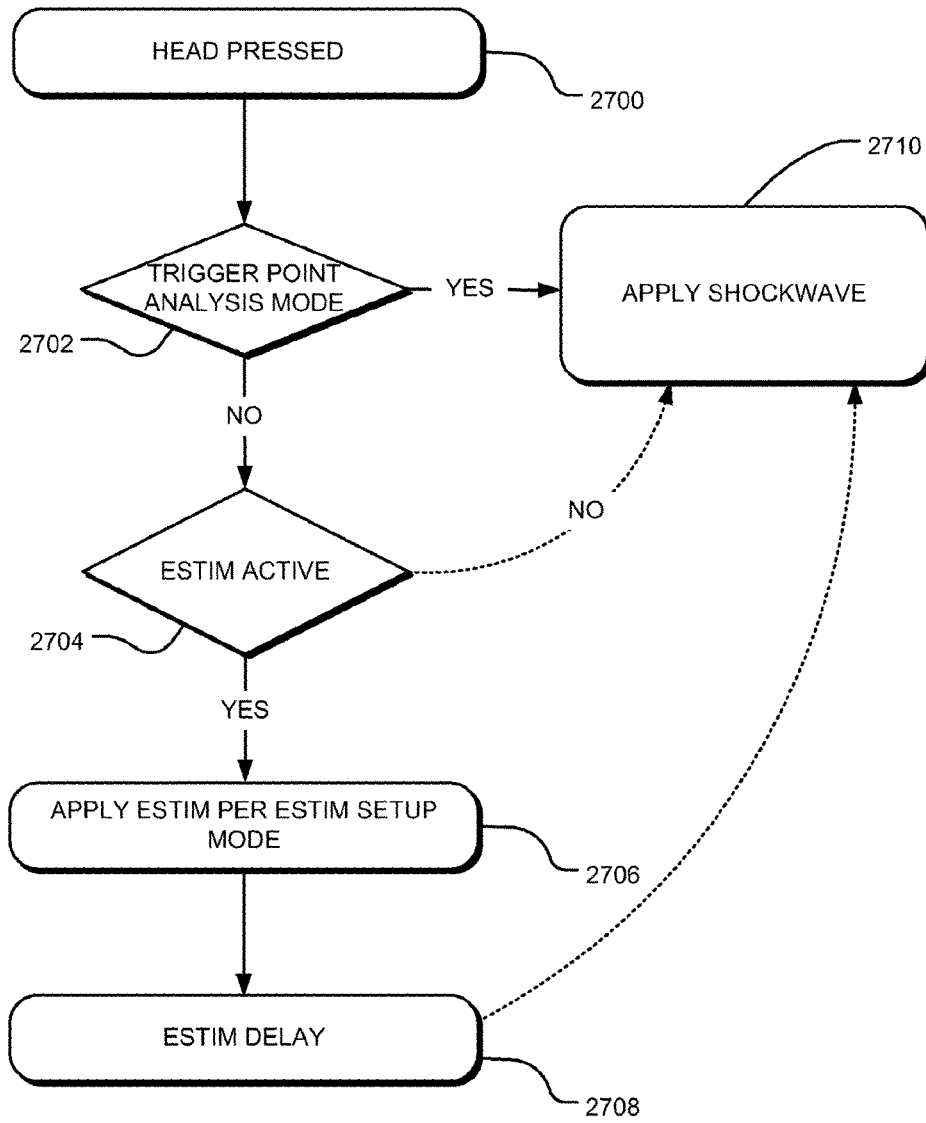 HEAD PRESSED
2700
2710
TRIGGER POINT
ANALYSIS MODE
YES
APPLY SHOCKWAVE
2702
NO
NO
ESTIM ACTIVE
2704
YES
APPLY ESTIM PER ESTIM SETUP
MODE
2706
ESTIM DELAY
2708